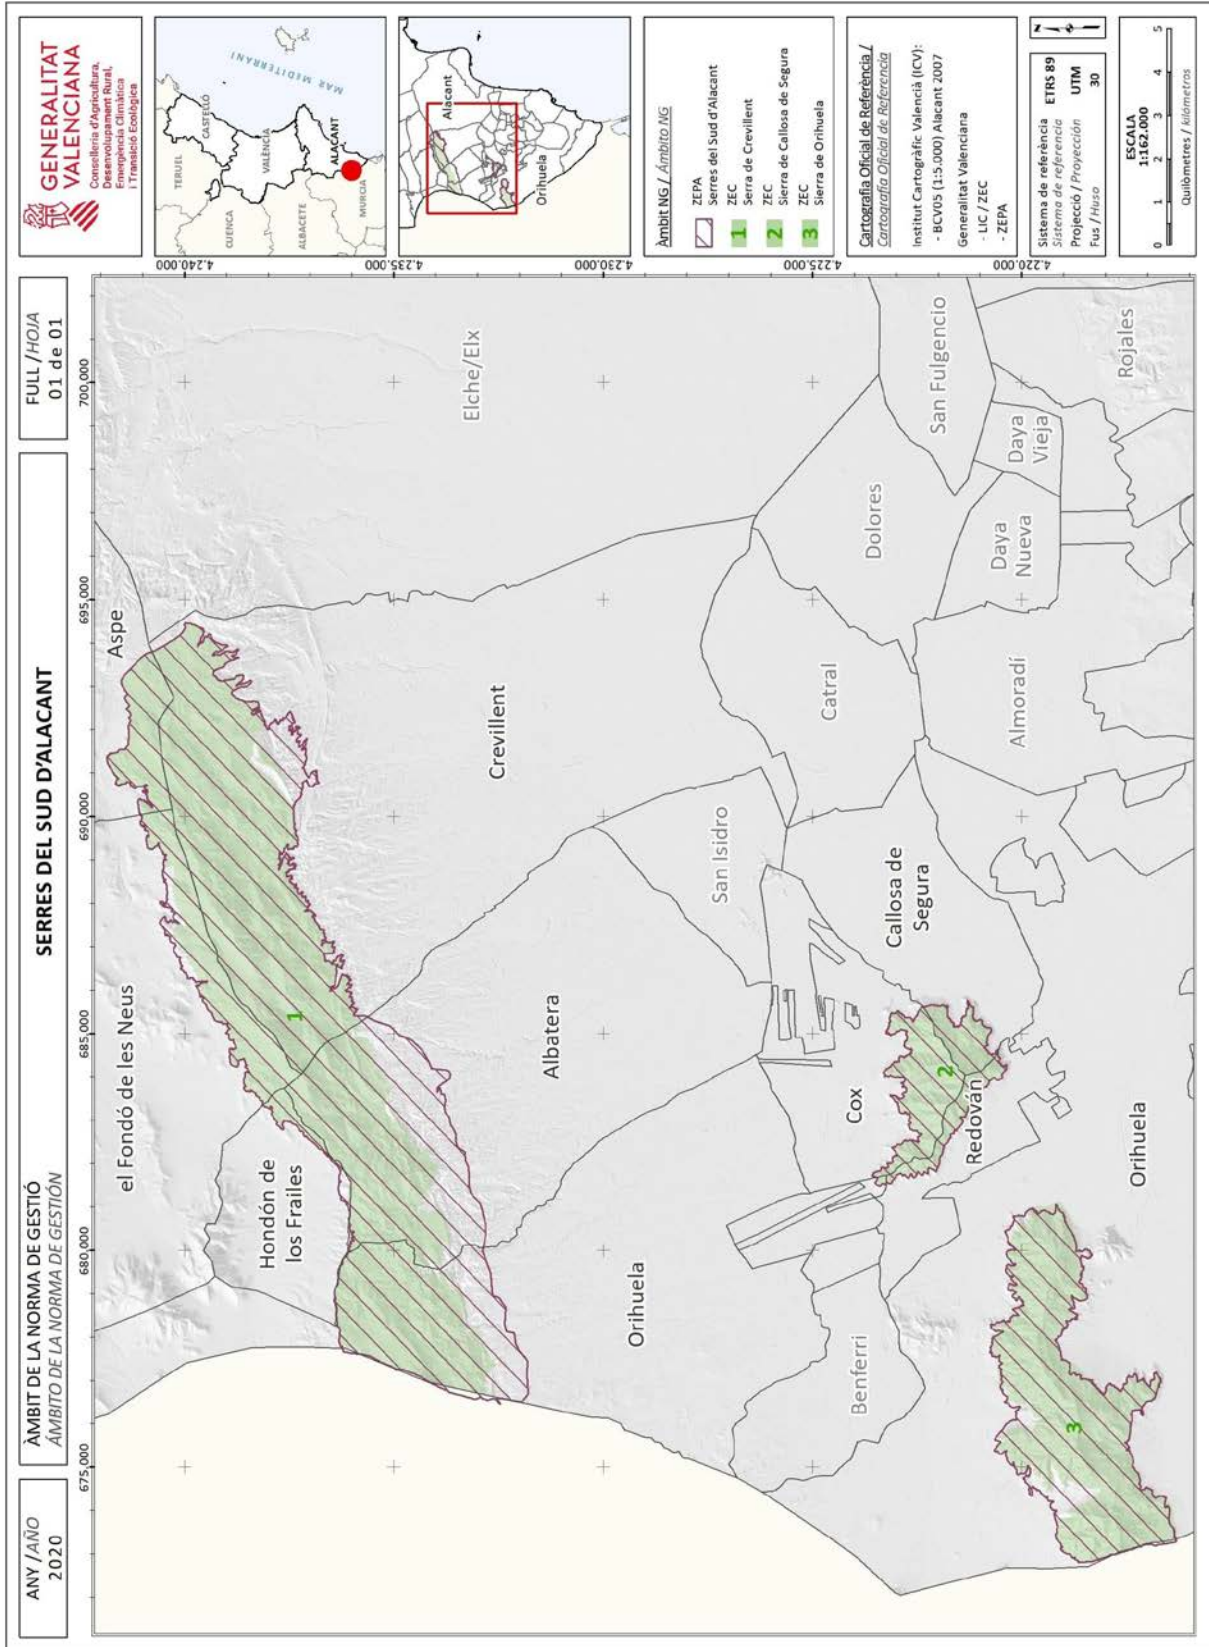 ANY / AÑO
2020
ÀMBIT DE LA NORMA DE GESTIÓ
ÁMBITO DE LA NORMA DE GESTIÓN
SERRES DEL SUD D'ALACANT
FULL / HOJA
01 de 01
GENERALITAT
VALENCIANA
Conselleria d'Agricultura,
Desenvolupament Rural,
Emergència Climàtica
i Transició Ecològica
675.000
680.000
685.000
690.000
695.000
700.000
4.240.000
4.235.000
4.230.000
4.225.000
4.220.000
el Fondó de les Neus
Aspe
Hondón de
los Frailes
1
Crevillent
Elche/Elx
Albatera
Orihuela
San Isidro
Catral
Dolores
San Fulgencio
Benferri
Cox
Callosa de
Segura
2
Redován
Almoradí
Daya
Nueva
Daya
Vieja
Rojales
3
Orihuela
TERUEL
CASTELLÓ
CUENCA
VALÈNCIA
ALBACETE
ALACANT
MURCIA
MAR MEDITERRANI
Alacant
Orihuela
Àmbit NG / Ámbito NG
ZEPA
Serres del Sud d'Alacant
1
ZEC
Serra de Crevillent
2
ZEC
Sierra de Callosa de Segura
3
ZEC
Sierra de Orihuela
Cartografia Oficial de Referència /
Cartografía Oficial de Referencia
Institut Cartogràfic Valencià (ICV):
- BCV05 (1:5.000) Alacant 2007
Generalitat Valenciana
- LIC / ZEC
- ZEPA
Sistema de referència ETRS 89
Sistema de referencia
Projecció / Proyección UTM
Fus / Huso 30
N
ESCALA
1:162.000
0 1 2 3 4 5
Quilòmetres / kilómetros